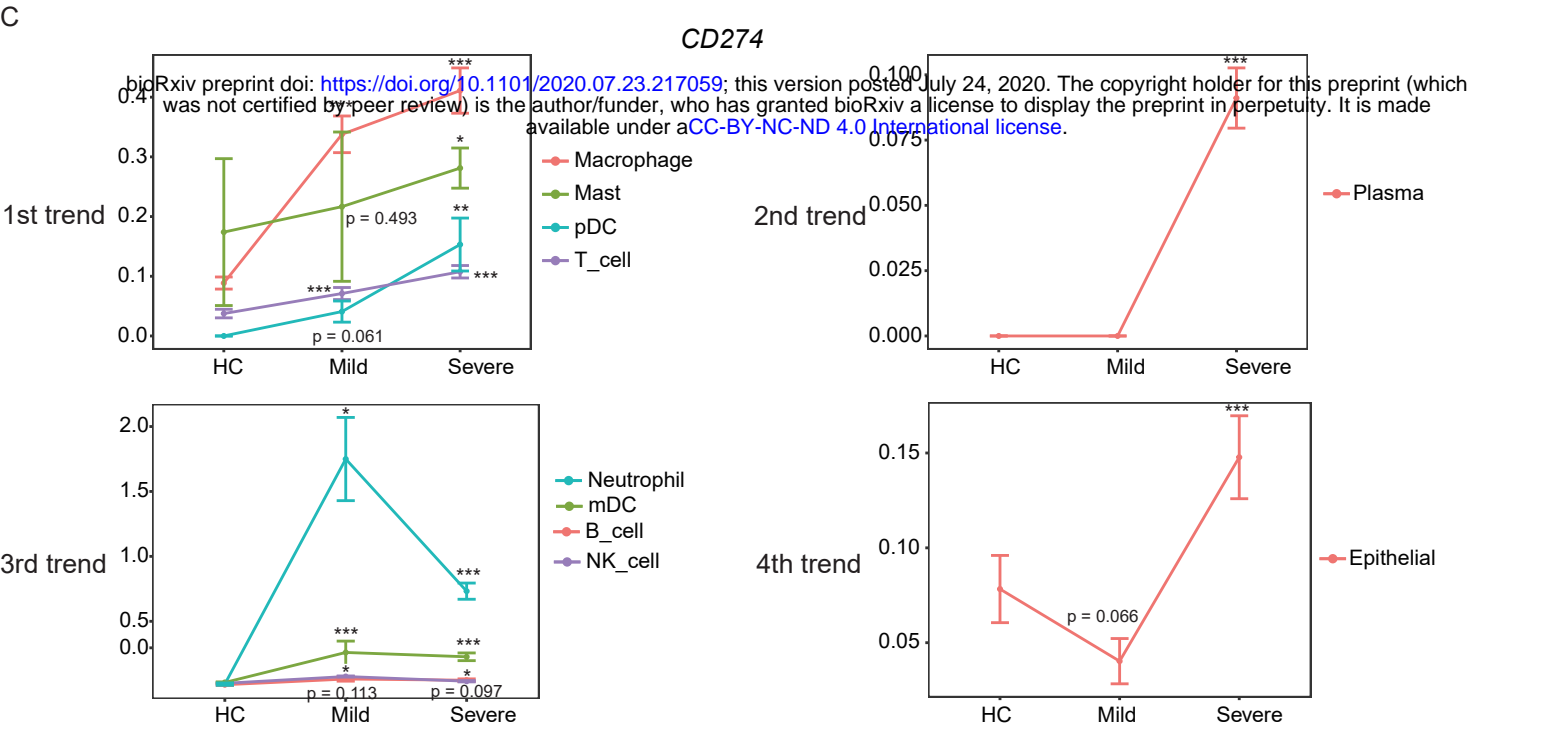 C
CD274
bioRxiv preprint doi: https://doi.org/10.1101/2020.07.23.217059; this version posted July 24, 2020. The copyright holder for this preprint (which
was not certified by peer review) is the author/funder, who has granted bioRxiv a license to display the preprint in perpetuity. It is made
available under aCC-BY-NC-ND 4.0 International license.
1st trend
0.4
0.3
0.2
0.1
0.0
***
***
*
p = 0.493
**
***
***
p = 0.061
HC Mild Severe
Macrophage
Mast
pDC
T_cell
2nd trend
0.100
0.075
0.050
0.025
0.000
***
HC Mild Severe
Plasma
3rd trend
2.0
1.5
1.0
0.5
0.0
*
***
***
***
*
*
p = 0.113
p = 0.097
HC Mild Severe
Neutrophil
mDC
B_cell
NK_cell
4th trend
0.15
0.10
0.05
***
p = 0.066
HC Mild Severe
Epithelial